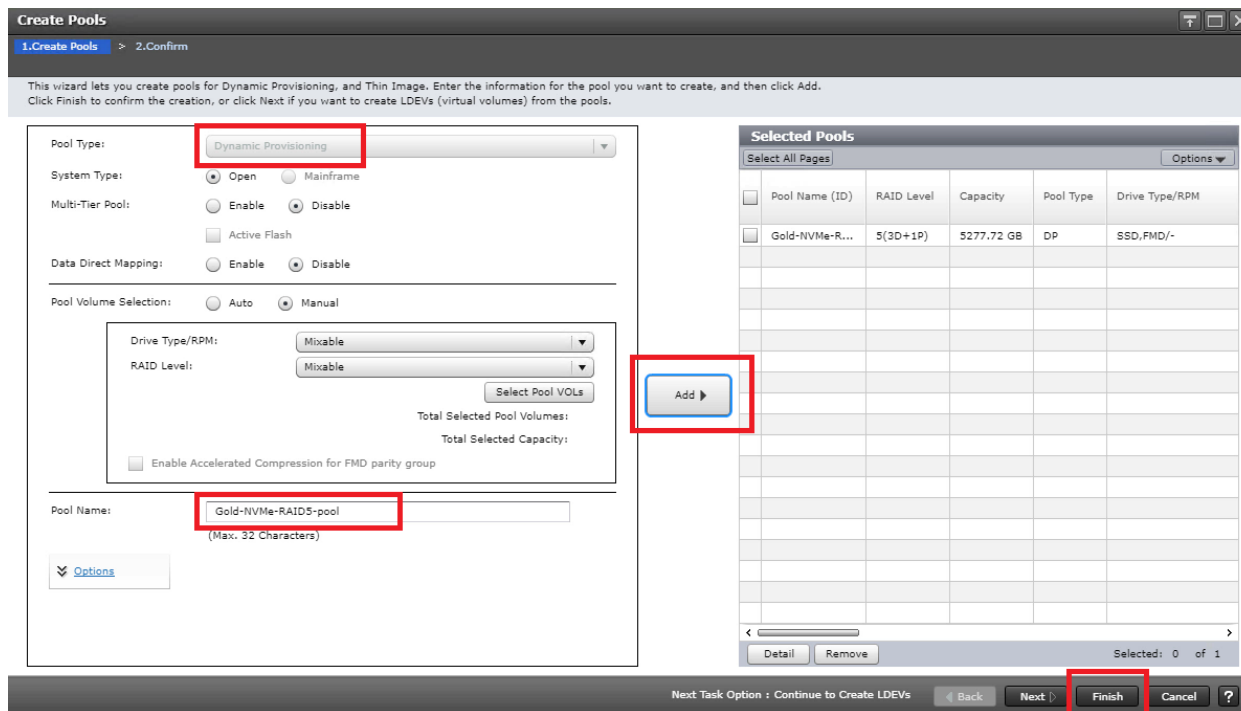 Create Pools
1.Create Pools > 2.Confirm
This wizard lets you create pools for Dynamic Provisioning, and Thin Image. Enter the information for the pool you want to create, and then click Add.
Click Finish to confirm the creation, or click Next if you want to create LDEVs (virtual volumes) from the pools.
Pool Type: Dynamic Provisioning
System Type: Open Mainframe
Multi-Tier Pool: Enable Disable
Active Flash
Data Direct Mapping: Enable Disable
Pool Volume Selection: Auto Manual
Drive Type/RPM: Mixable
RAID Level: Mixable
Select Pool VOLs
Total Selected Pool Volumes:
Total Selected Capacity:
Enable Accelerated Compression for FMD parity group
Pool Name: Gold-NVMe-RAID5-pool
(Max. 32 Characters)
Options
Add
Selected Pools
Select All Pages Options
Pool Name (ID) RAID Level Capacity Pool Type Drive Type/RPM
Gold-NVMe-R... 5(3D+1P) 5277.72 GB DP SSD,FMD/-
Detail Remove Selected: 0 of 1
Next Task Option : Continue to Create LDEVs Back Next Finish Cancel ?